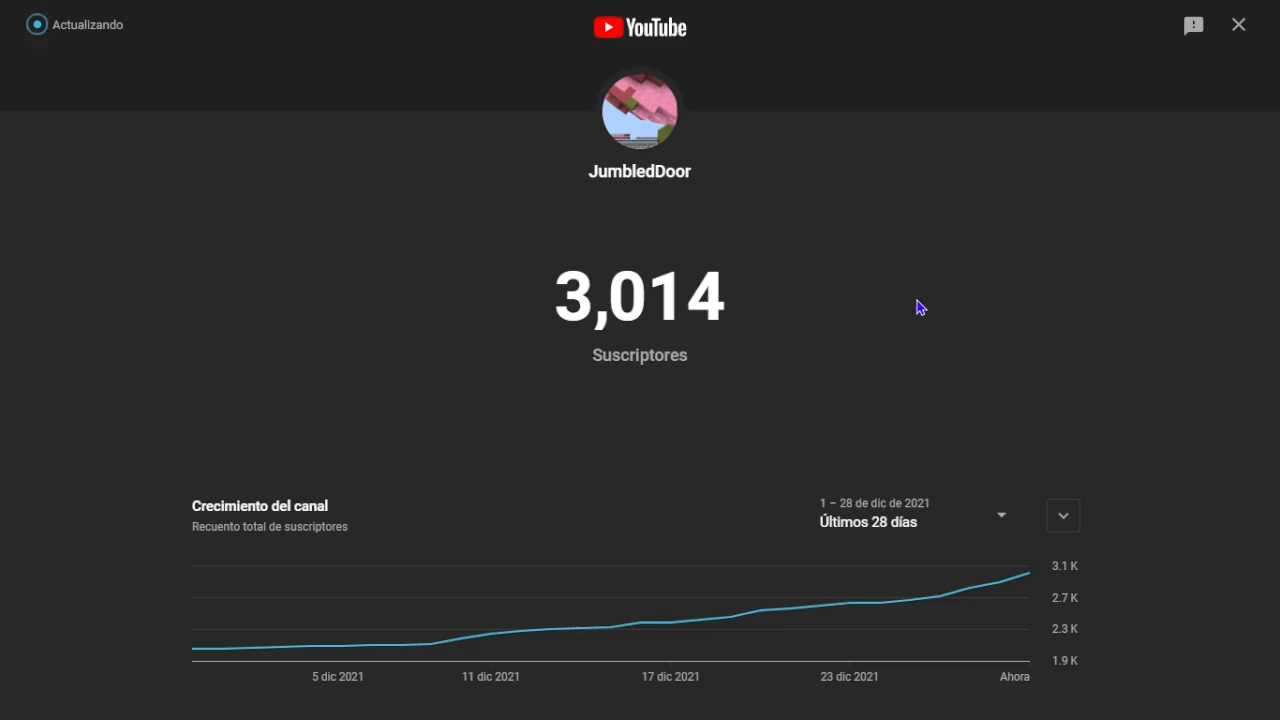 Actualizando
YouTube
JumbledDoor
3,014
Suscriptores
Crecimiento del canal
Recuento total de suscriptores
1 – 28 de dic de 2021
Últimos 28 días
3.1 K
2.7 K
2.3 K
1.9 K
5 dic 2021
11 dic 2021
17 dic 2021
23 dic 2021
Ahora